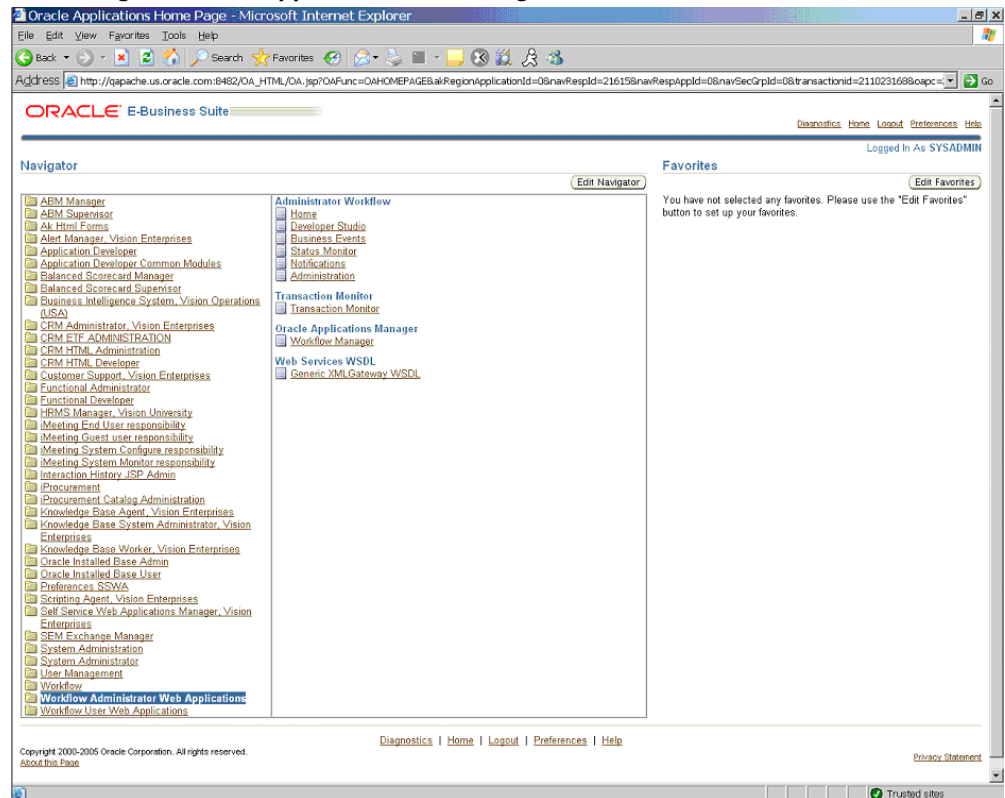 Oracle Applications Home Page - Microsoft Internet Explorer
File Edit View Favorites Tools Help
Back Search Favorites
Address http://qapache.us.oracle.com:8482/OA_HTML/OA.jsp?OAFunc=OAHOMEPAGE&akRegionApplicationId=0&navRespId=21615&navRespAppId=0&navSecGrpId=0&transactionid=211023168&oapc= Go
ORACLE E-Business Suite
Diagnostics Home Logout Preferences Help
Logged In As SYSADMIN
Navigator
Edit Navigator
ABM Manager
ABM Supervisor
Ak Html Forms
Alert Manager, Vision Enterprises
Application Developer
Application Developer Common Modules
Balanced Scorecard Manager
Balanced Scorecard Supervisor
Business Intelligence System, Vision Operations
(USA)
CRM Administrator, Vision Enterprises
CRM ETF ADMINISTRATION
CRM HTML Administration
CRM HTML Developer
Customer Support, Vision Enterprises
Functional Administrator
Functional Developer
HRMS Manager, Vision University
iMeeting End User responsibility
iMeeting Guest user responsibility
iMeeting System Configure responsibility
iMeeting System Monitor responsibility
Interaction History JSP Admin
iProcurement
iProcurement Catalog Administration
Knowledge Base Agent, Vision Enterprises
Knowledge Base System Administrator, Vision
Enterprises
Knowledge Base Worker, Vision Enterprises
Oracle Installed Base Admin
Oracle Installed Base User
Preferences SSWA
Scripting Agent, Vision Enterprises
Self Service Web Applications Manager, Vision
Enterprises
SEM Exchange Manager
System Administration
System Administrator
User Management
Workflow
Workflow Administrator Web Applications
Workflow User Web Applications
Administrator Workflow
Home
Developer Studio
Business Events
Status Monitor
Notifications
Administration
Transaction Monitor
Transaction Monitor
Oracle Applications Manager
Workflow Manager
Web Services WSDL
Generic XMLGateway WSDL
Favorites
Edit Favorites
You have not selected any favorites. Please use the "Edit Favorites"
button to set up your favorites.
Diagnostics | Home | Logout | Preferences | Help
Copyright 2000-2005 Oracle Corporation. All rights reserved.
About this Page
Privacy Statement
Trusted sites